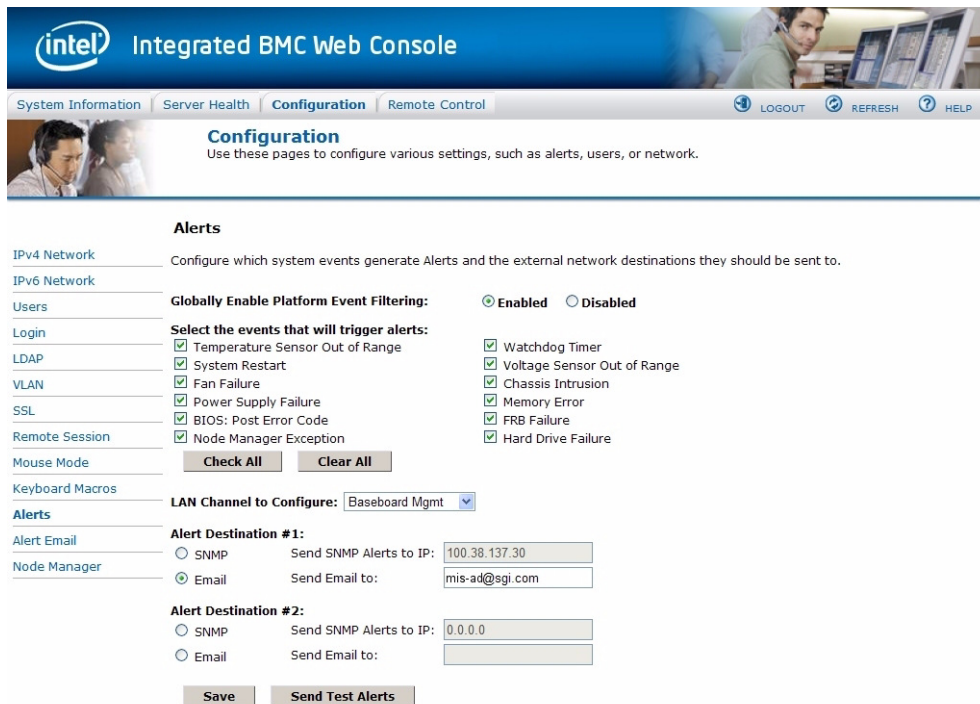 intel Integrated BMC Web Console
System Information Server Health Configuration Remote Control LOGOUT REFRESH HELP
Configuration
Use these pages to configure various settings, such as alerts, users, or network.
IPv4 Network
IPv6 Network
Users
Login
LDAP
VLAN
SSL
Remote Session
Mouse Mode
Keyboard Macros
Alerts
Alert Email
Node Manager
Alerts
Configure which system events generate Alerts and the external network destinations they should be sent to.
Globally Enable Platform Event Filtering: Enabled Disabled
Select the events that will trigger alerts:
Temperature Sensor Out of Range Watchdog Timer
System Restart Voltage Sensor Out of Range
Fan Failure Chassis Intrusion
Power Supply Failure Memory Error
BIOS: Post Error Code FRB Failure
Node Manager Exception Hard Drive Failure
Check All Clear All
LAN Channel to Configure: Baseboard Mgmt
Alert Destination #1:
SNMP Send SNMP Alerts to IP: 100.38.137.30
Email Send Email to: mis-ad@sgi.com
Alert Destination #2:
SNMP Send SNMP Alerts to IP: 0.0.0.0
Email Send Email to:
Save Send Test Alerts